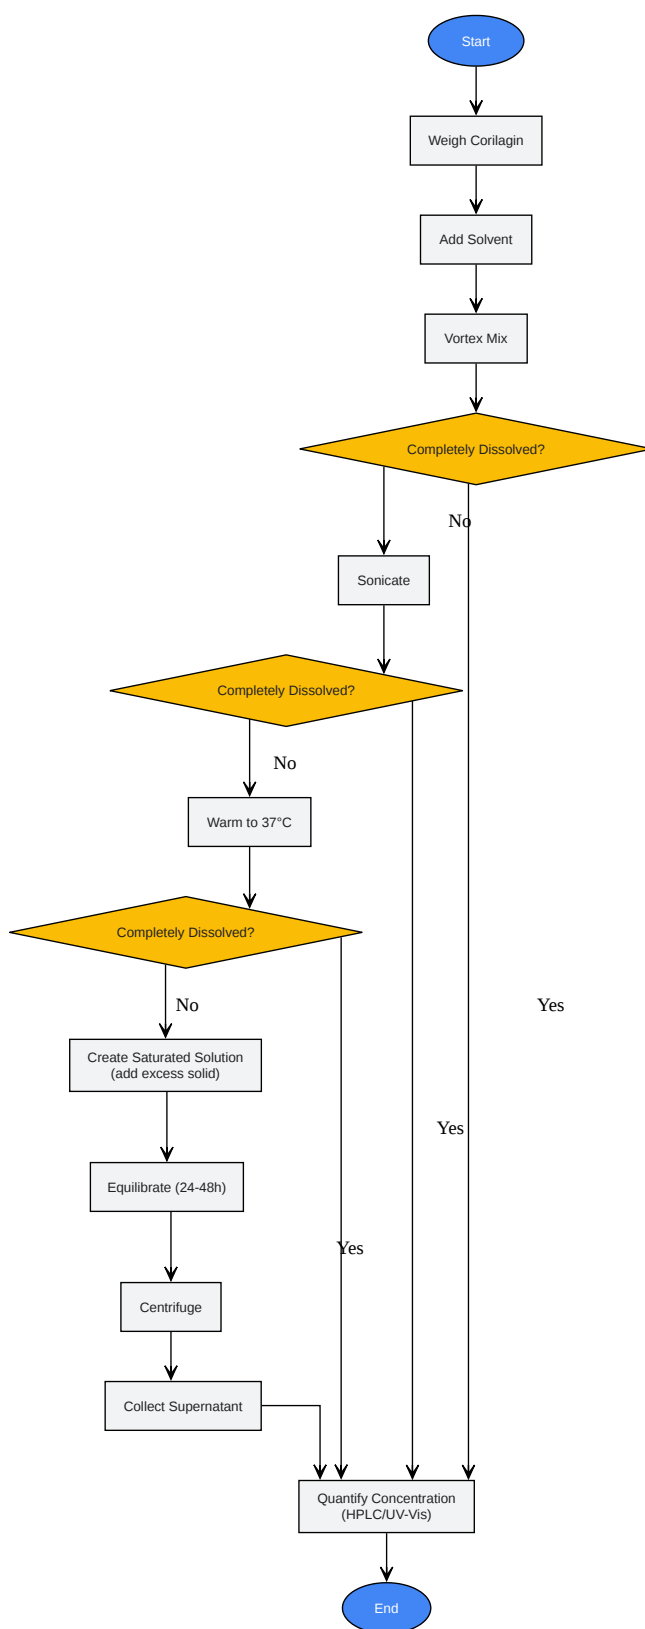 Start
Weigh Corilagin
Add Solvent
Vortex Mix
Completely Dissolved?
No
Sonicate
Completely Dissolved?
No
Warm to 37°C
Completely Dissolved?
No
Yes
Create Saturated Solution
(add excess solid)
Yes
Equilibrate (24-48h)
Yes
Centrifuge
Collect Supernatant
Quantify Concentration
(HPLC/UV-Vis)
End